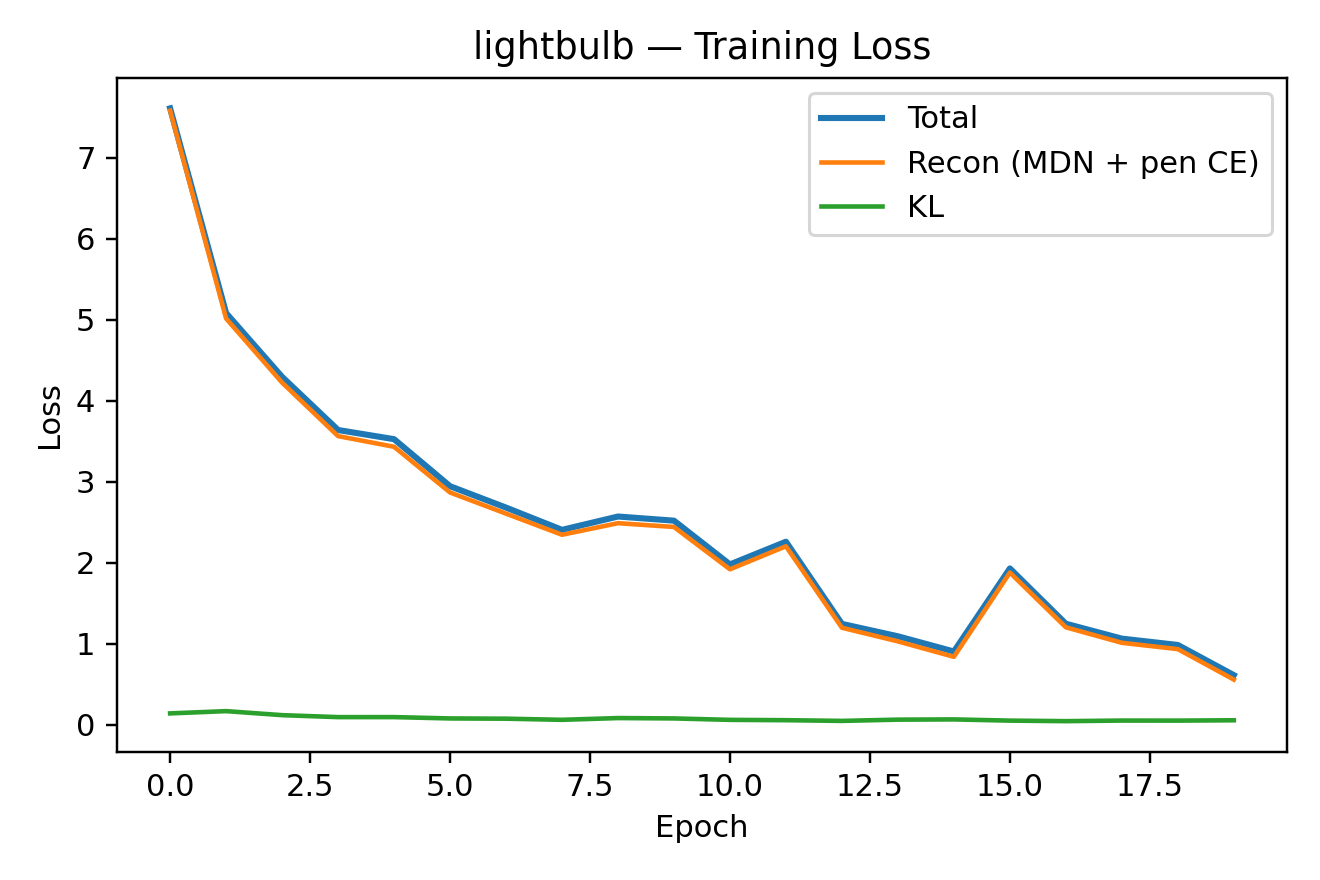 lightbulb — Training Loss
Total
Recon (MDN + pen CE)
KL
7
6
5
4
3
2
1
0
Loss
0.0 2.5 5.0 7.5 10.0 12.5 15.0 17.5
Epoch